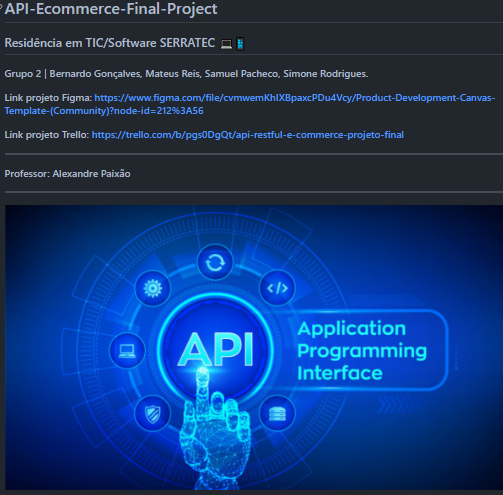 API-Ecommerce-Final-Project
Residência em TIC/Software SERRATEC
Grupo 2 | Bernardo Gonçalves, Mateus Reis, Samuel Pacheco, Simone Rodrigues.
Link projeto Figma: https://www.figma.com/file/cvmwemKhIXBpaxcPDu4Vcy/Product-Development-Canvas-
Template-(Community)?node-id=212%3A56
Link projeto Trello: https://trello.com/b/pgs0DgQt/api-restful-e-commerce-projeto-final
Professor: Alexandre Paixão
API
Application
Programming
Interface